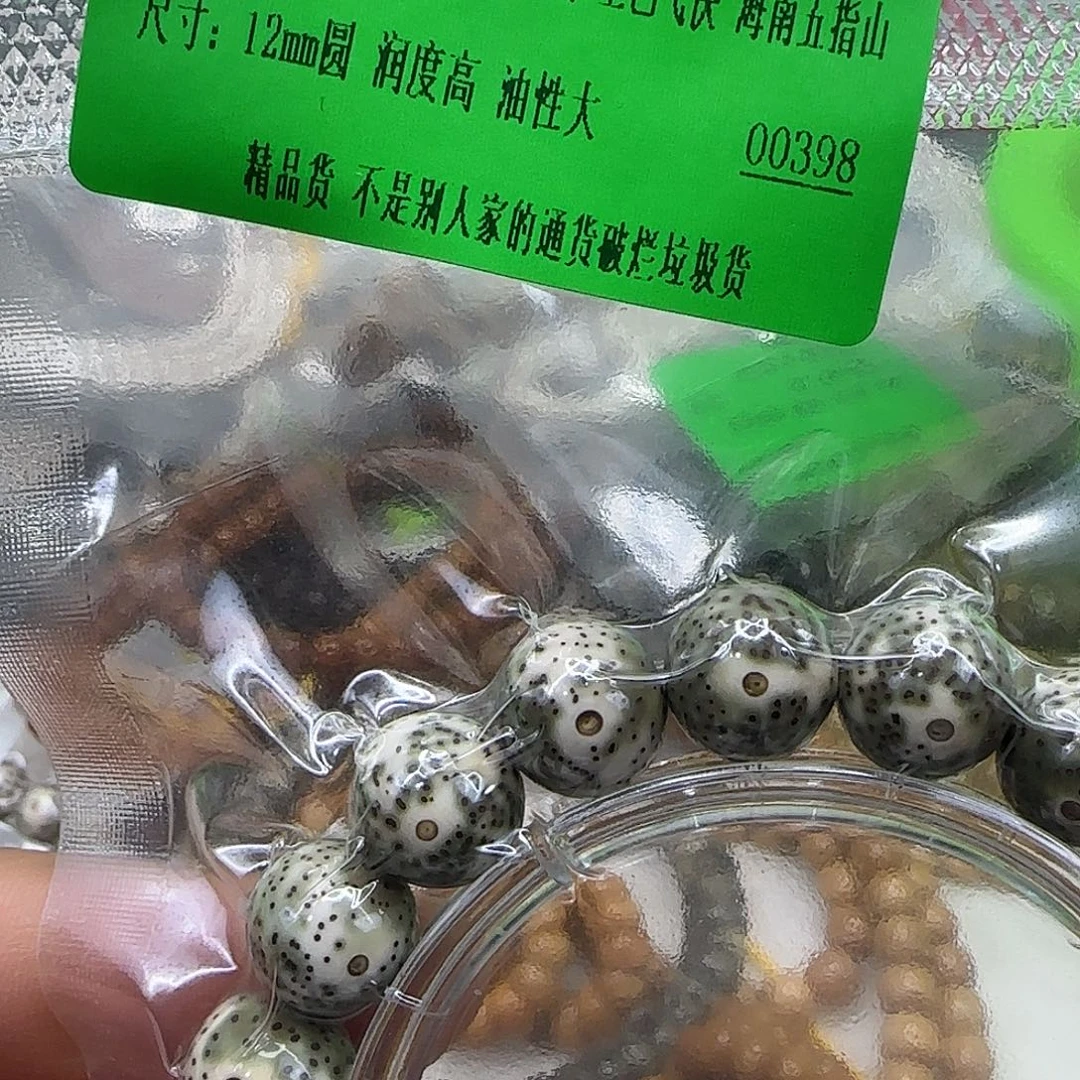 海南五指山
尺寸：12mm圆 润度高 油性大
00398
精品货 不是别人家的通货破烂垃圾货